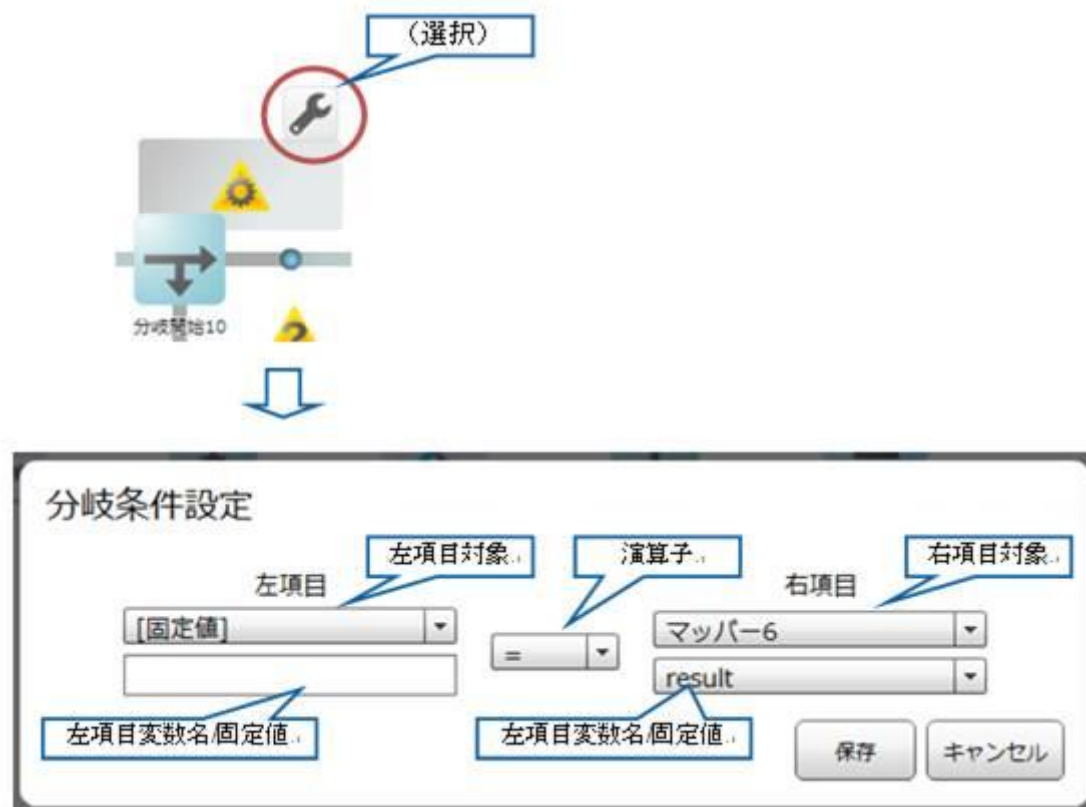 （選択）
分岐開始10
分岐条件設定
左項目対象
演算子
右項目対象
左項目
右項目
[固定値]
=
マッパー6
result
左項目変数名/固定値
左項目変数名/固定値
保存
キャンセル